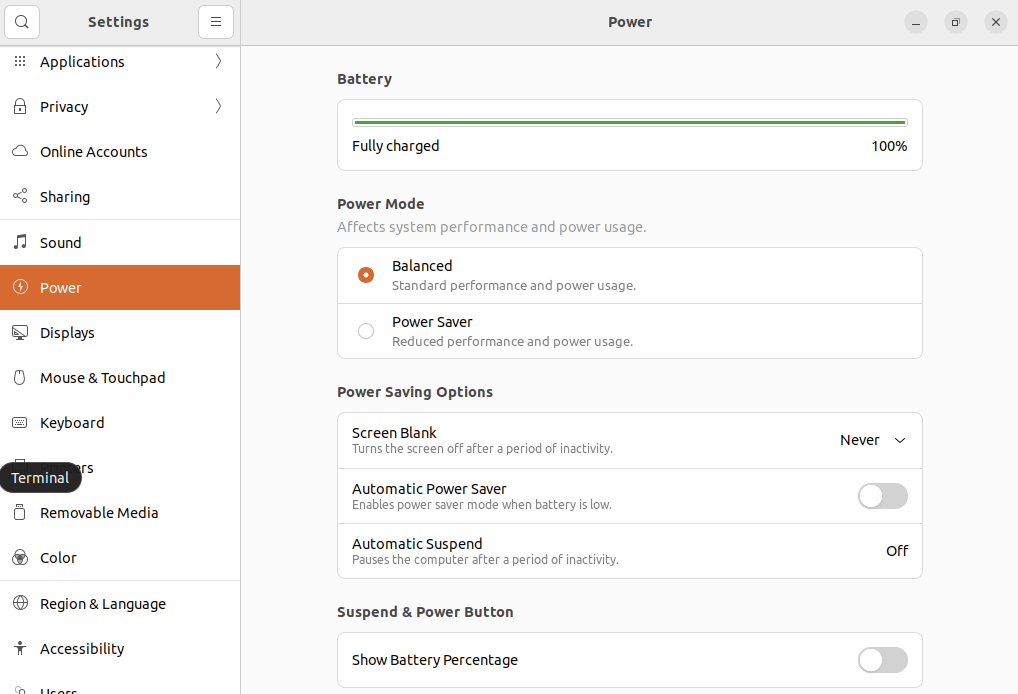 Settings
Power
Applications
Privacy
Online Accounts
Sharing
Sound
Power
Displays
Mouse & Touchpad
Keyboard
Terminal
Removable Media
Color
Region & Language
Accessibility
Users
Battery
Fully charged 100%
Power Mode
Affects system performance and power usage.
Balanced
Standard performance and power usage.
Power Saver
Reduced performance and power usage.
Power Saving Options
Screen Blank
Turns the screen off after a period of inactivity.
Never
Automatic Power Saver
Enables power saver mode when battery is low.
Automatic Suspend
Pauses the computer after a period of inactivity.
Off
Suspend & Power Button
Show Battery Percentage